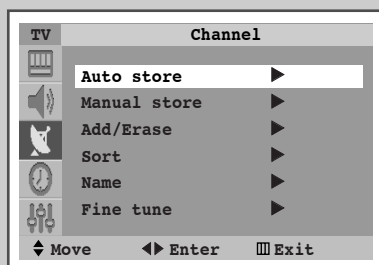 TV Channel
Auto store
Manual store
Add/Erase
Sort
Name
Fine tune
Move Enter Exit